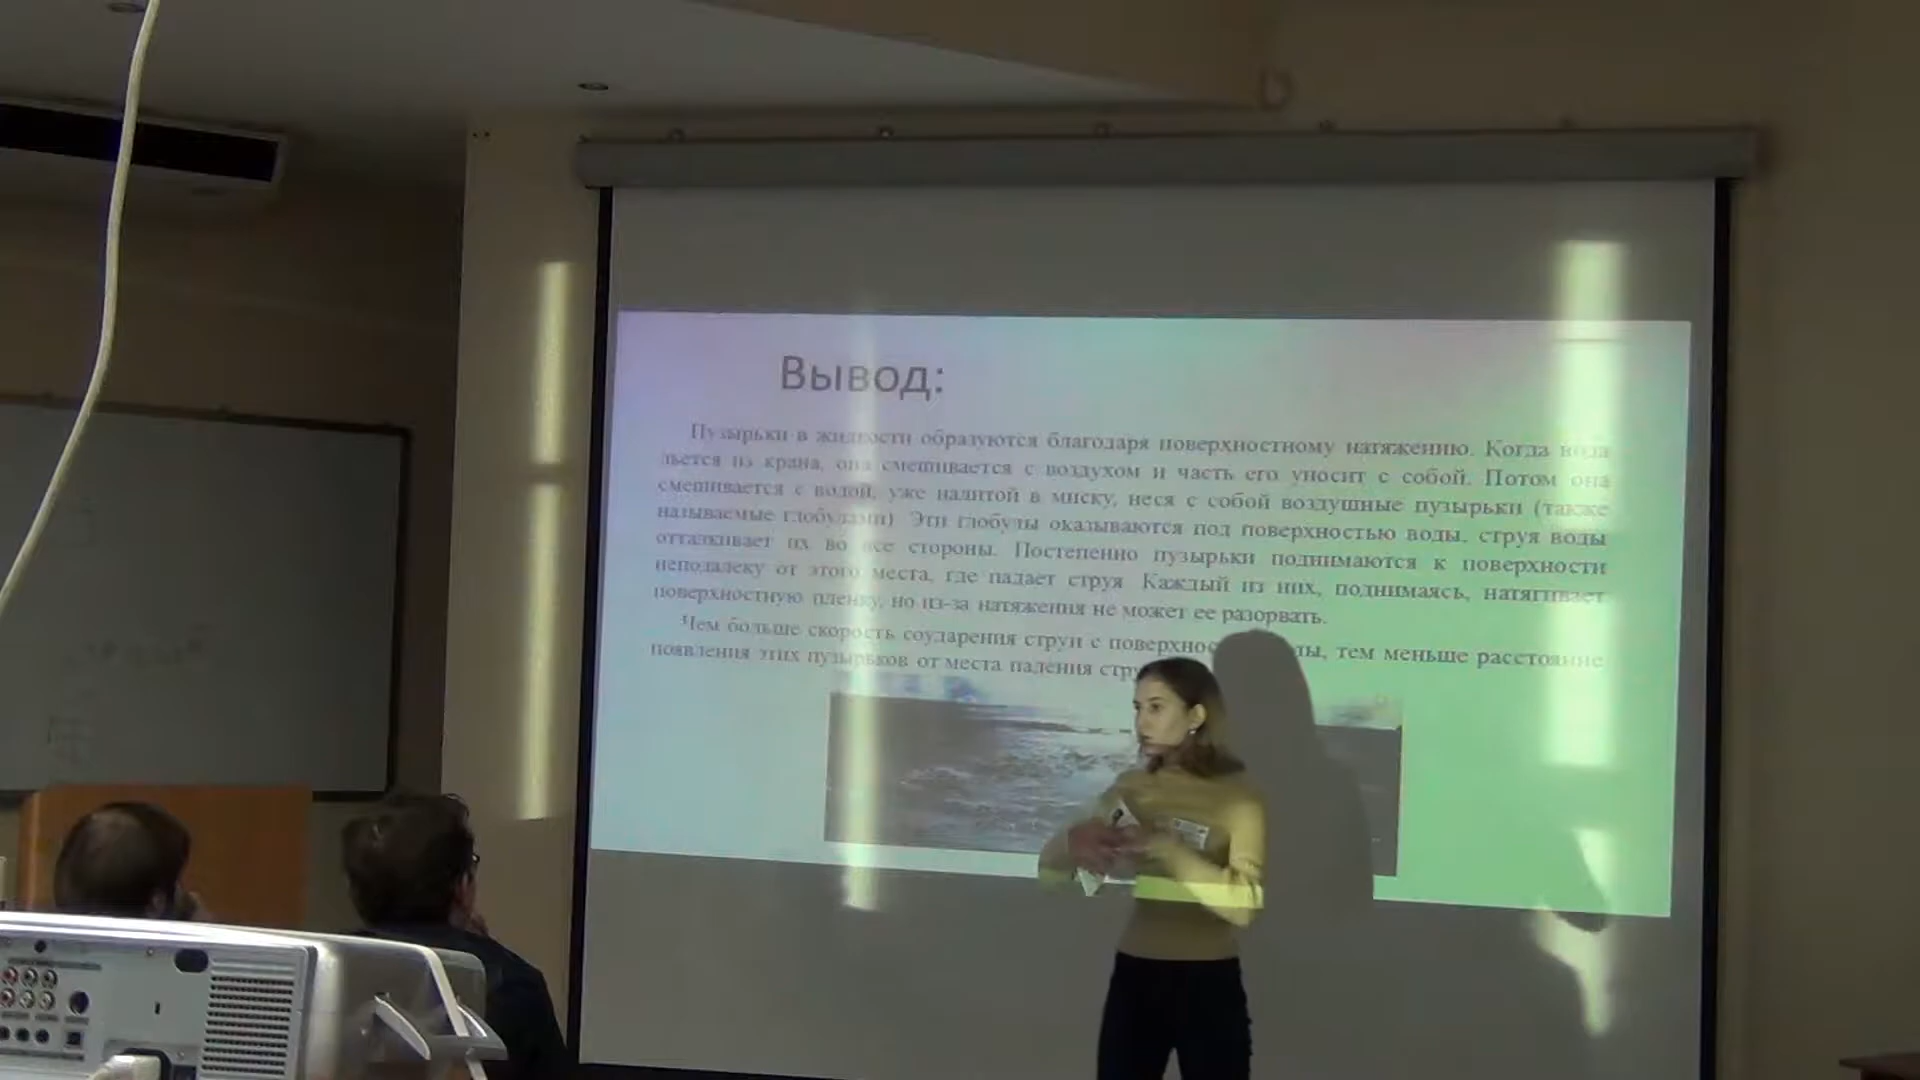 Вывод:
Пузырьки в жидкости образуются благодаря поверхностному натяжению. Когда вода
льется из крана, она смешивается с воздухом и часть его уносит с собой. Потом она
смешивается с водой, уже налитой в миску, неся с собой воздушные пузырьки (также
называемые глобулами). Эти глобулы оказываются под поверхностью воды, струя воды
отталкивает их во все стороны. Постепенно пузырьки поднимаются к поверхности
неподалеку от этого места, где падает струя. Каждый из них, поднимаясь, натягивает
поверхностную пленку, но из-за натяжения не может ее разорвать.
Чем больше скорость соударения струи с тем меньше расстояние
появления этих пузырьков от места падения